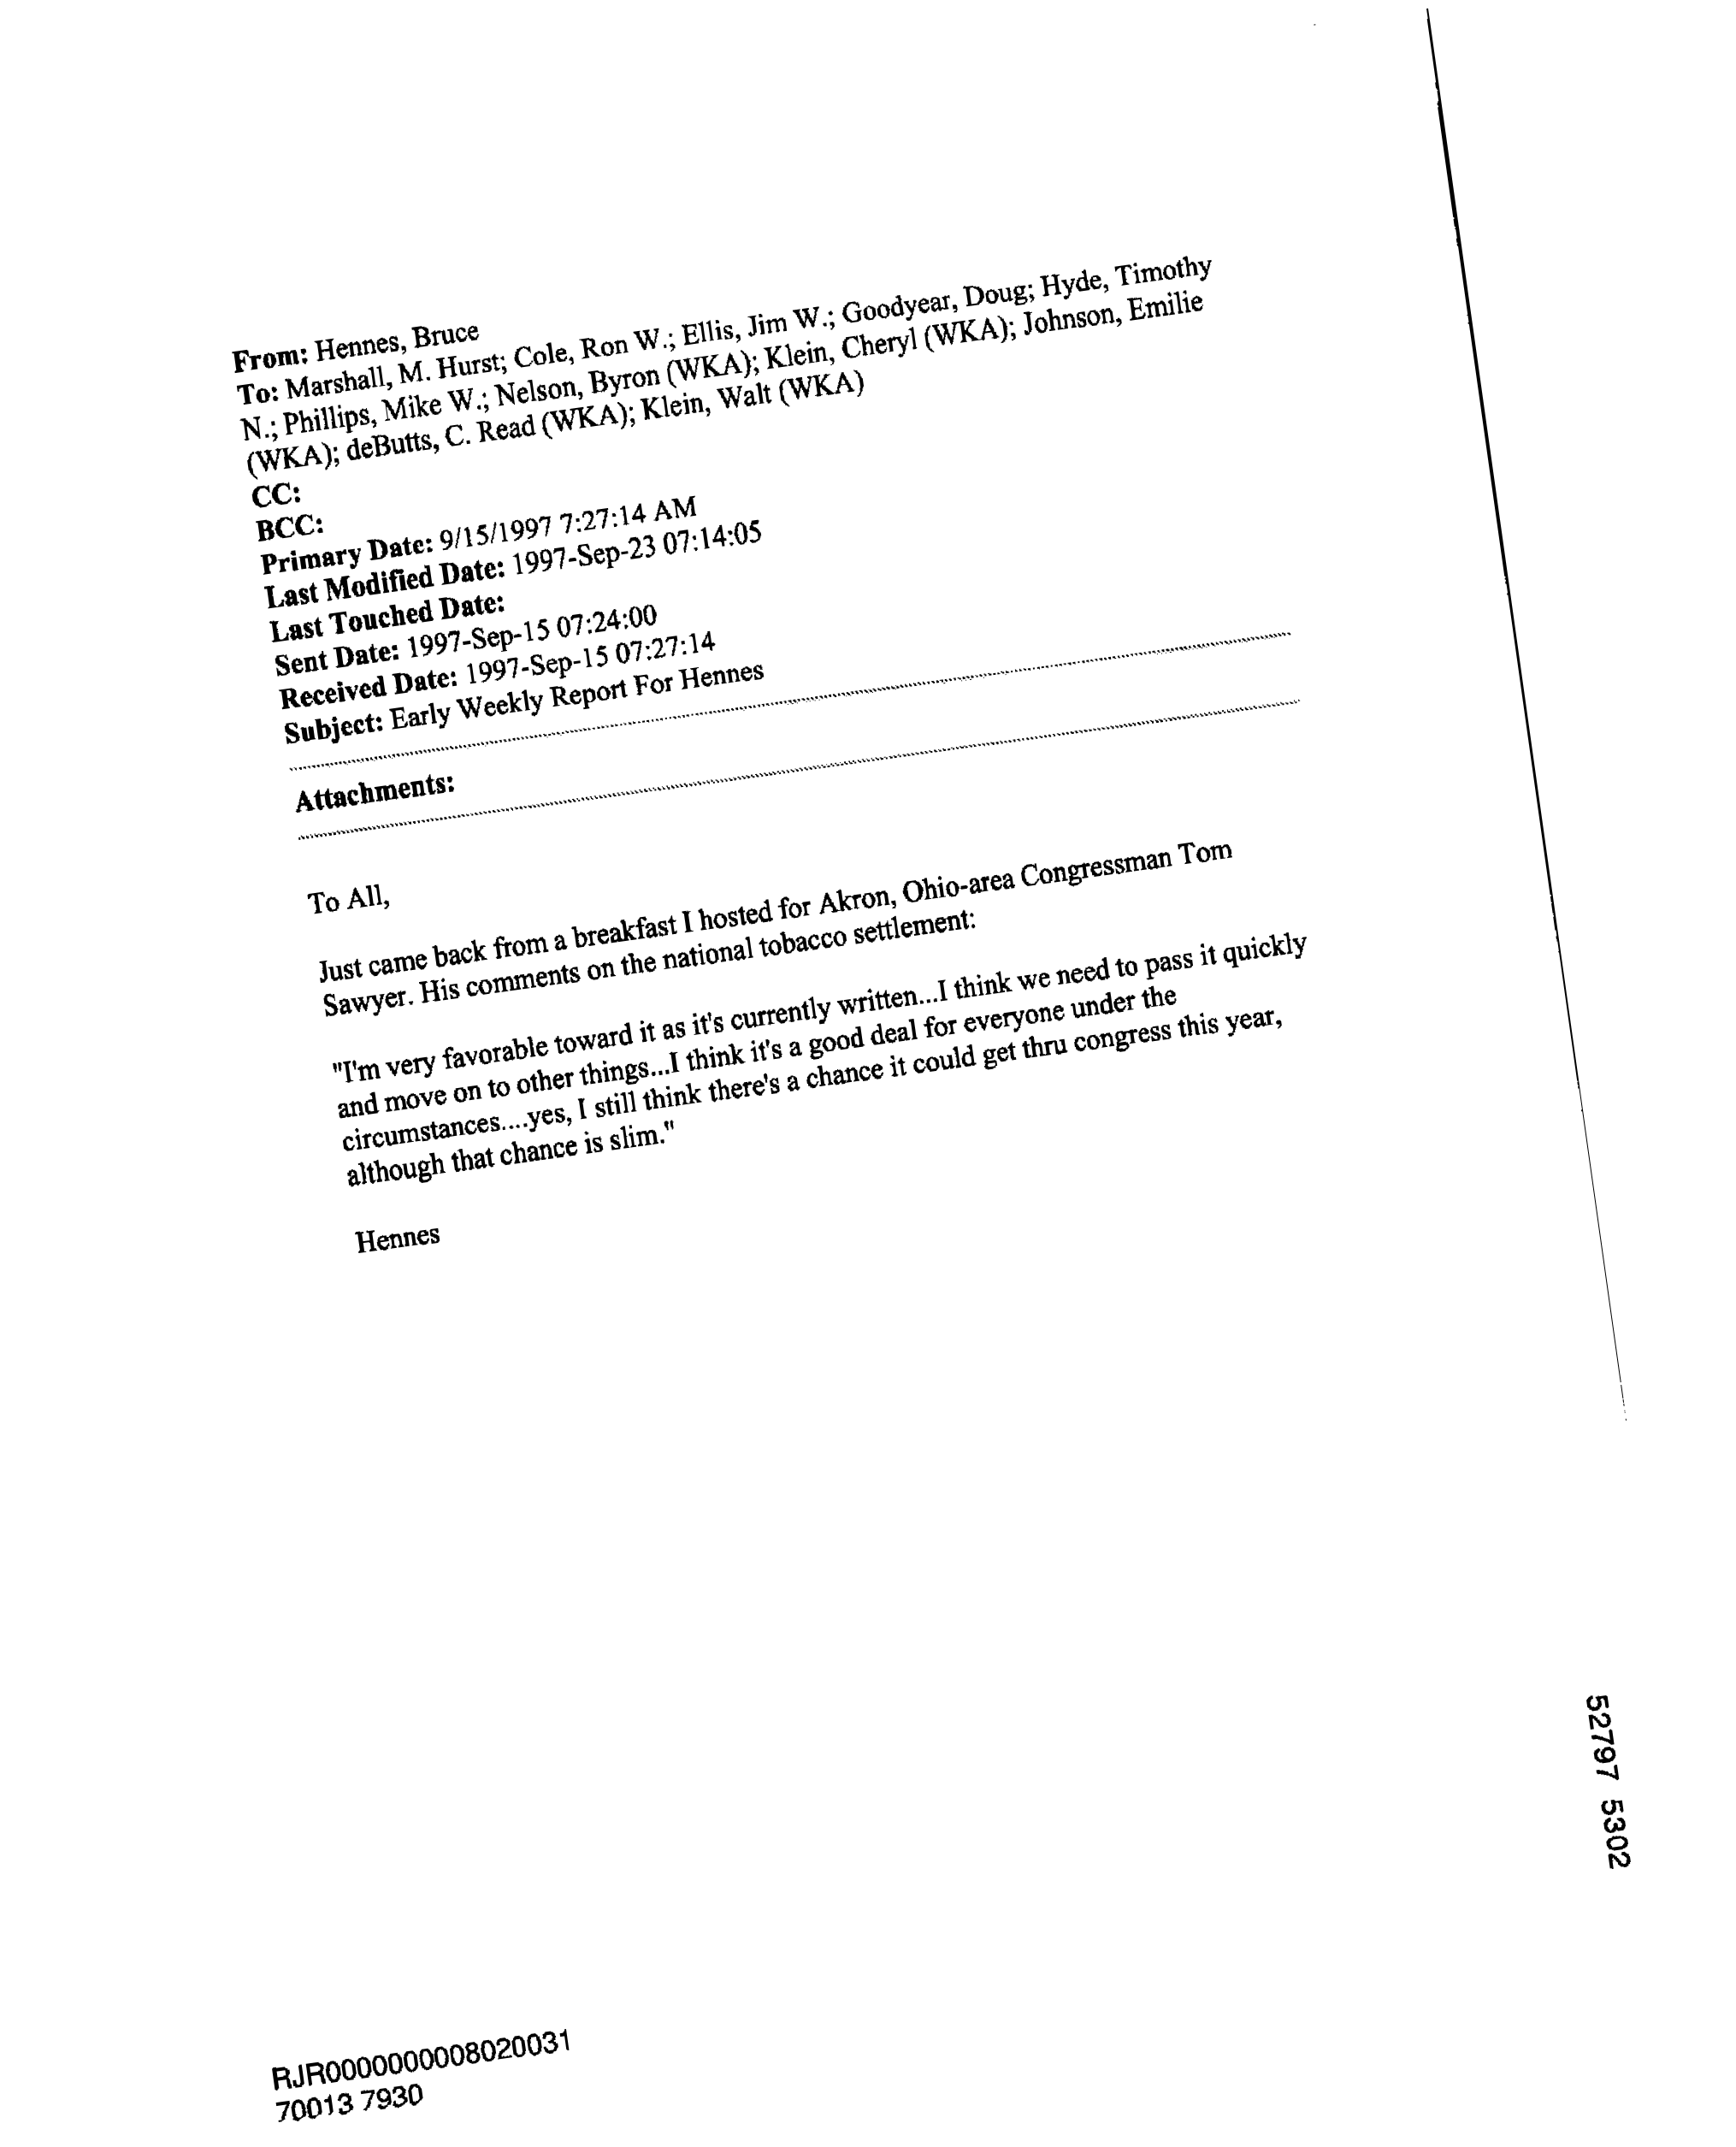 From: Hennes, Bruce
To: Marshall, M. Hurst; Cole, Ron W.; Ellis, Jim W.; Goodyear, Doug; Hyde, Timothy
N.; Phillips, Mike W.; Nelson, Byron (WKA); Klein, Cheryl (WKA); Johnson, Emilie
(WKA); deButts, C. Read (WKA); Klein, Walt (WKA)
CC:
BCC:
Primary Date: 9/15/1997 7:27:14 AM
Last Modified Date: 1997-Sep-23 07:14:05
Last Touched Date:
Sent Date: 1997-Sep-15 07:24:00
Received Date: 1997-Sep-15 07:27:14
Subject: Early Weekly Report For Hennes
Attachments:
To All,
Just came back from a breakfast I hosted for Akron, Ohio-area Congressman Tom
Sawyer. His comments on the national tobacco settlement:
"I'm very favorable toward it as it's currently written...I think we need to pass it quickly
and move on to other things...I think it's a good deal for everyone under the
circumstances....yes, I still think there's a chance it could get thru congress this year,
although that chance is slim."
Hennes
52797 5302
RJR0000000008020031
70013 7930